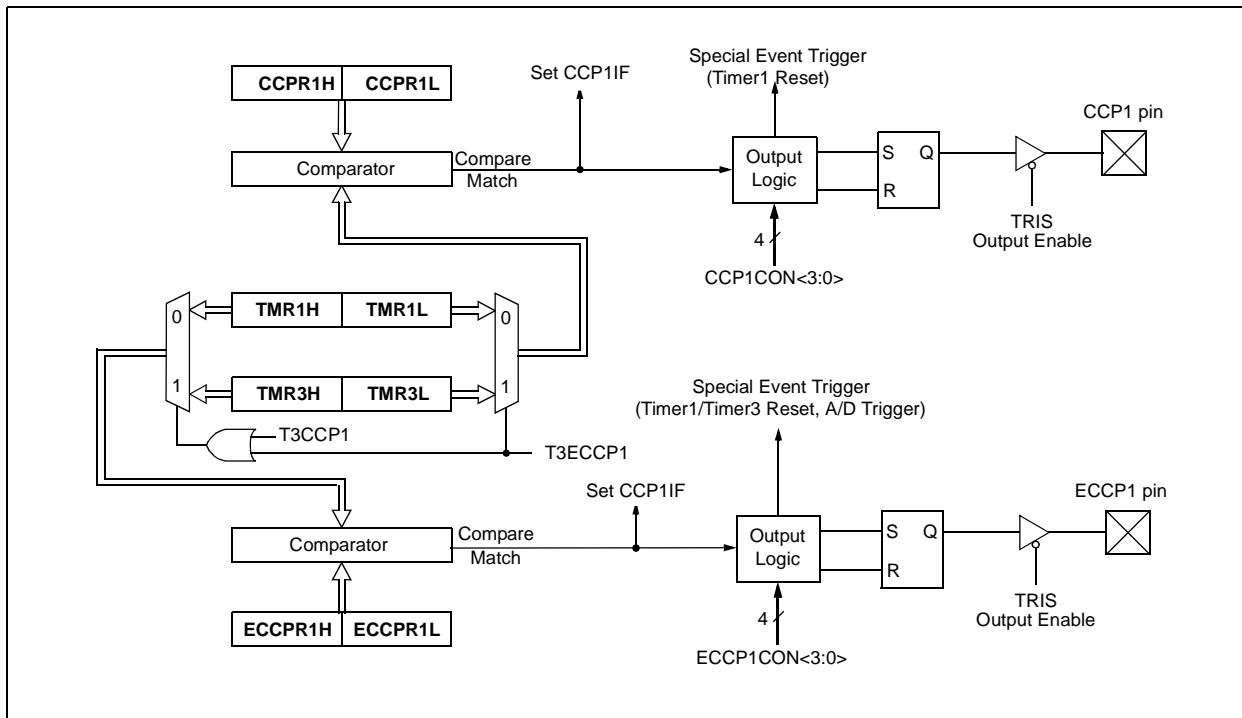 CCPR1H CCPR1L
Set CCP1IF
Special Event Trigger
(Timer1 Reset)
CCP1 pin
Comparator
Compare
Match
Output
Logic
S Q
R
TRIS
Output Enable
4
CCP1CON<3:0>
0
TMR1H TMR1L
0
1
TMR3H TMR3L
1
T3CCP1
T3ECCP1
Special Event Trigger
(Timer1/Timer3 Reset, A/D Trigger)
Set CCP1IF
ECCP1 pin
Comparator
Compare
Match
Output
Logic
S Q
R
TRIS
Output Enable
4
ECCPR1H ECCPR1L
ECCP1CON<3:0>